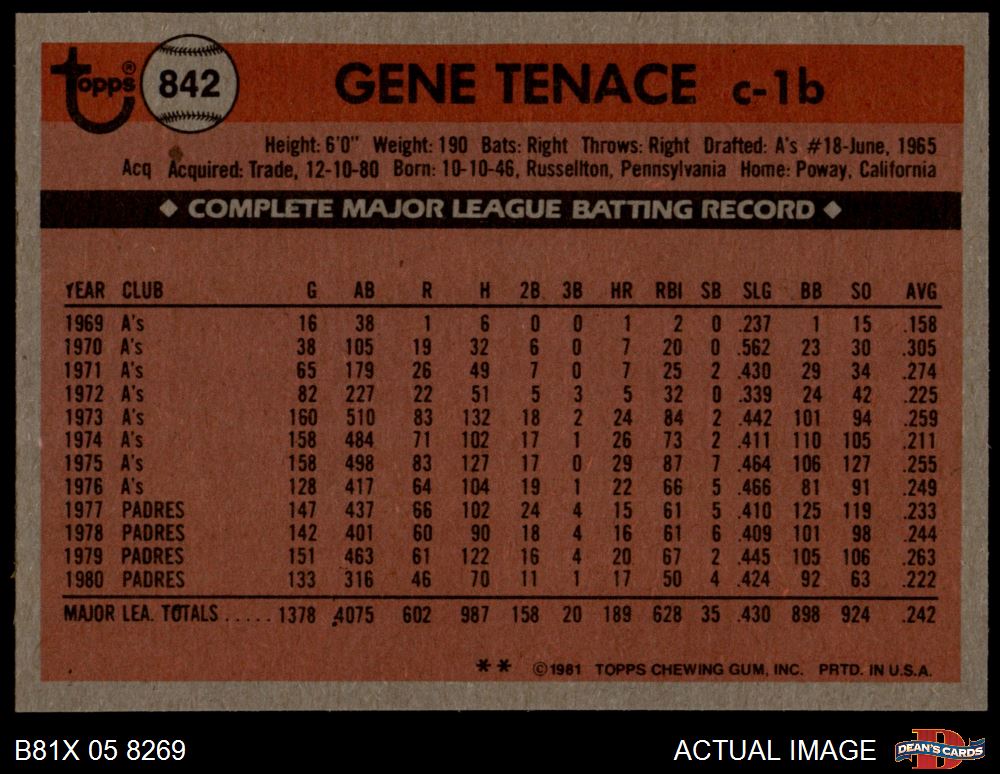 topps® 842 GENE TENACE c-1b
Height: 6'0" Weight: 190 Bats: Right Throws: Right Drafted: A's #18-June, 1965
Acq Acquired: Trade, 12-10-80 Born: 10-10-46, Russellton, Pennsylvania Home: Poway, California
◆ COMPLETE MAJOR LEAGUE BATTING RECORD ◆
YEAR CLUB G AB R H 2B 3B HR RBI SB SLG BB SO AVG
1969 A's 16 38 1 6 0 0 1 2 0 .237 1 15 .158
1970 A's 38 105 19 32 6 0 7 20 0 .562 23 30 .305
1971 A's 65 179 26 49 7 0 7 25 2 .430 29 34 .274
1972 A's 82 227 22 51 5 3 5 32 0 .339 24 42 .225
1973 A's 160 510 83 132 18 2 24 84 2 .442 101 94 .259
1974 A's 158 484 71 102 17 1 26 73 2 .411 110 105 .211
1975 A's 158 498 83 127 17 0 29 87 7 .464 106 127 .255
1976 A's 128 417 64 104 19 1 22 66 5 .466 81 91 .249
1977 PADRES 147 437 66 102 24 4 15 61 5 .410 125 119 .233
1978 PADRES 142 401 60 90 18 4 16 61 6 .409 101 98 .244
1979 PADRES 151 463 61 122 16 4 20 67 2 .445 105 106 .263
1980 PADRES 133 316 46 70 11 1 17 50 4 .424 92 63 .222
MAJOR LEA. TOTALS ..... 1378 4075 602 987 158 20 189 628 35 .430 898 924 .242
** ©1981 TOPPS CHEWING GUM, INC. PRTD. IN U.S.A.
B81X 05 8269 ACTUAL IMAGE DEAN'S CARDS